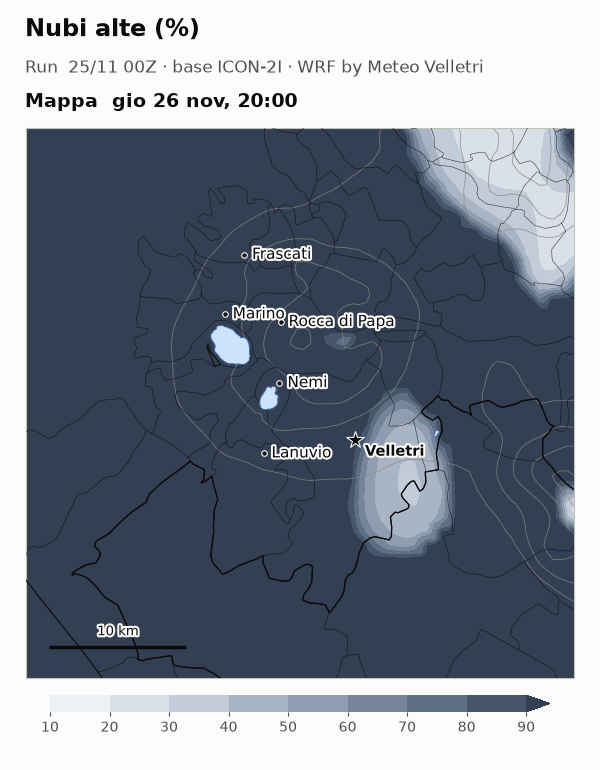 Nubi alte (%)
Run  25/11 00Z · base ICON-2I · WRF by Meteo Velletri
Mappa  gio 26 nov, 20:00
Frascati
Marino
Rocca di Papa
Nemi
Velletri
Lanuvio
10 km
10 20 30 40 50 60 70 80 90